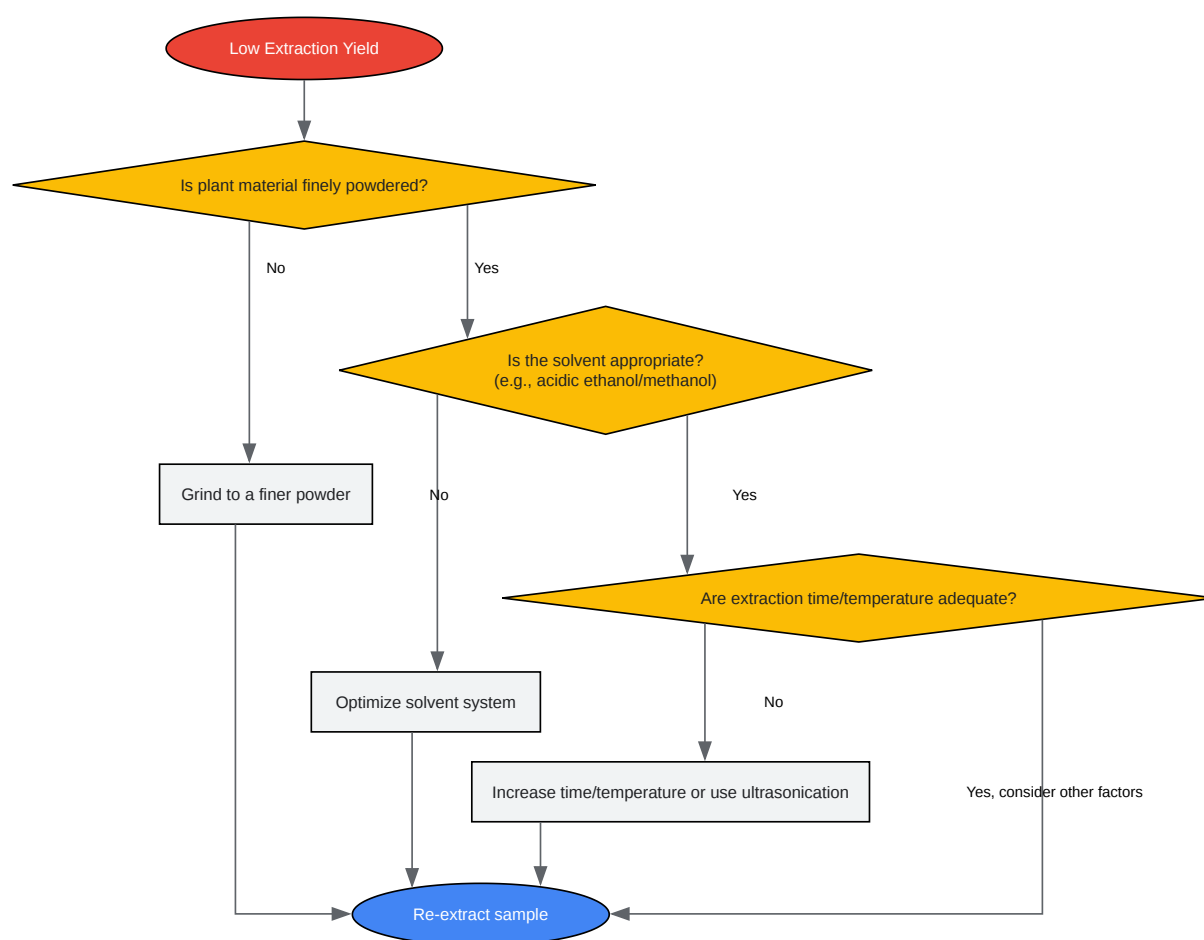 Low Extraction Yield
Is plant material finely powdered?
No
Yes
Is the solvent appropriate?
(e.g., acidic ethanol/methanol)
Grind to a finer powder
No
Yes
Are extraction time/temperature adequate?
Optimize solvent system
No
Increase time/temperature or use ultrasonication
Yes, consider other factors
Re-extract sample